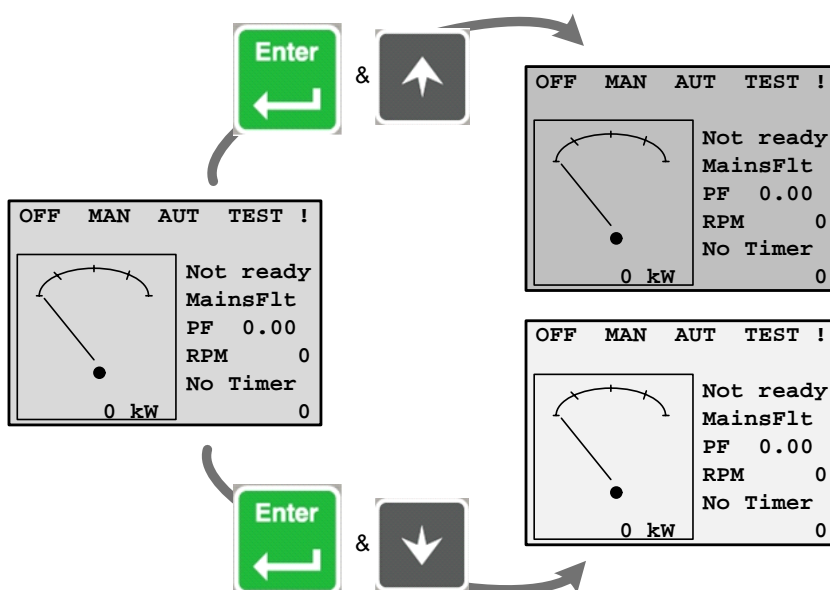 Enter
&
OFF MAN AUT TEST !
Not ready
MainsFlt
PF 0.00
RPM 0
No Timer
0 kW 0
OFF MAN AUT TEST !
Not ready
MainsFlt
PF 0.00
RPM 0
No Timer
0 kW 0
OFF MAN AUT TEST !
Not ready
MainsFlt
PF 0.00
RPM 0
No Timer
0 kW 0
Enter
&